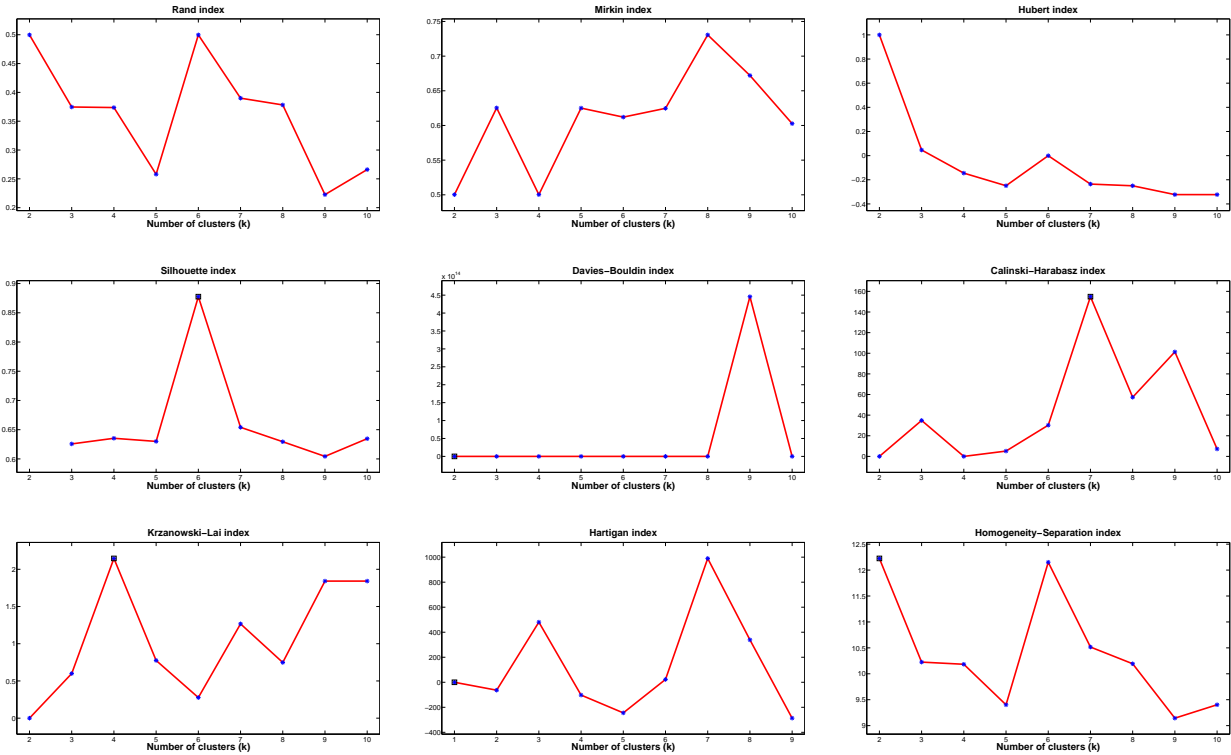 Rand index
0.5
0.45
0.4
0.35
0.3
0.25
0.2
2 3 4 5 6 7 8 9 10
Number of clusters (k)
Mirkin index
0.75
0.7
0.65
0.6
0.55
0.5
2 3 4 5 6 7 8 9 10
Number of clusters (k)
Hubert index
1
0.8
0.6
0.4
0.2
0
−0.2
−0.4
2 3 4 5 6 7 8 9 10
Number of clusters (k)
Silhouette index
0.9
0.85
0.8
0.75
0.7
0.65
0.6
2 3 4 5 6 7 8 9 10
Number of clusters (k)
Davies−Bouldin index
x 10^14
4.5
4
3.5
3
2.5
2
1.5
1
0.5
0
2 3 4 5 6 7 8 9 10
Number of clusters (k)
Calinski−Harabasz index
160
140
120
100
80
60
40
20
0
2 3 4 5 6 7 8 9 10
Number of clusters (k)
Krzanowski−Lai index
2
1.5
1
0.5
0
2 3 4 5 6 7 8 9 10
Number of clusters (k)
Hartigan index
1000
800
600
400
200
0
−200
−400
1 2 3 4 5 6 7 8 9
Number of clusters (k)
Homogeneity−Separation index
12.5
12
11.5
11
10.5
10
9.5
9
2 3 4 5 6 7 8 9 10
Number of clusters (k)